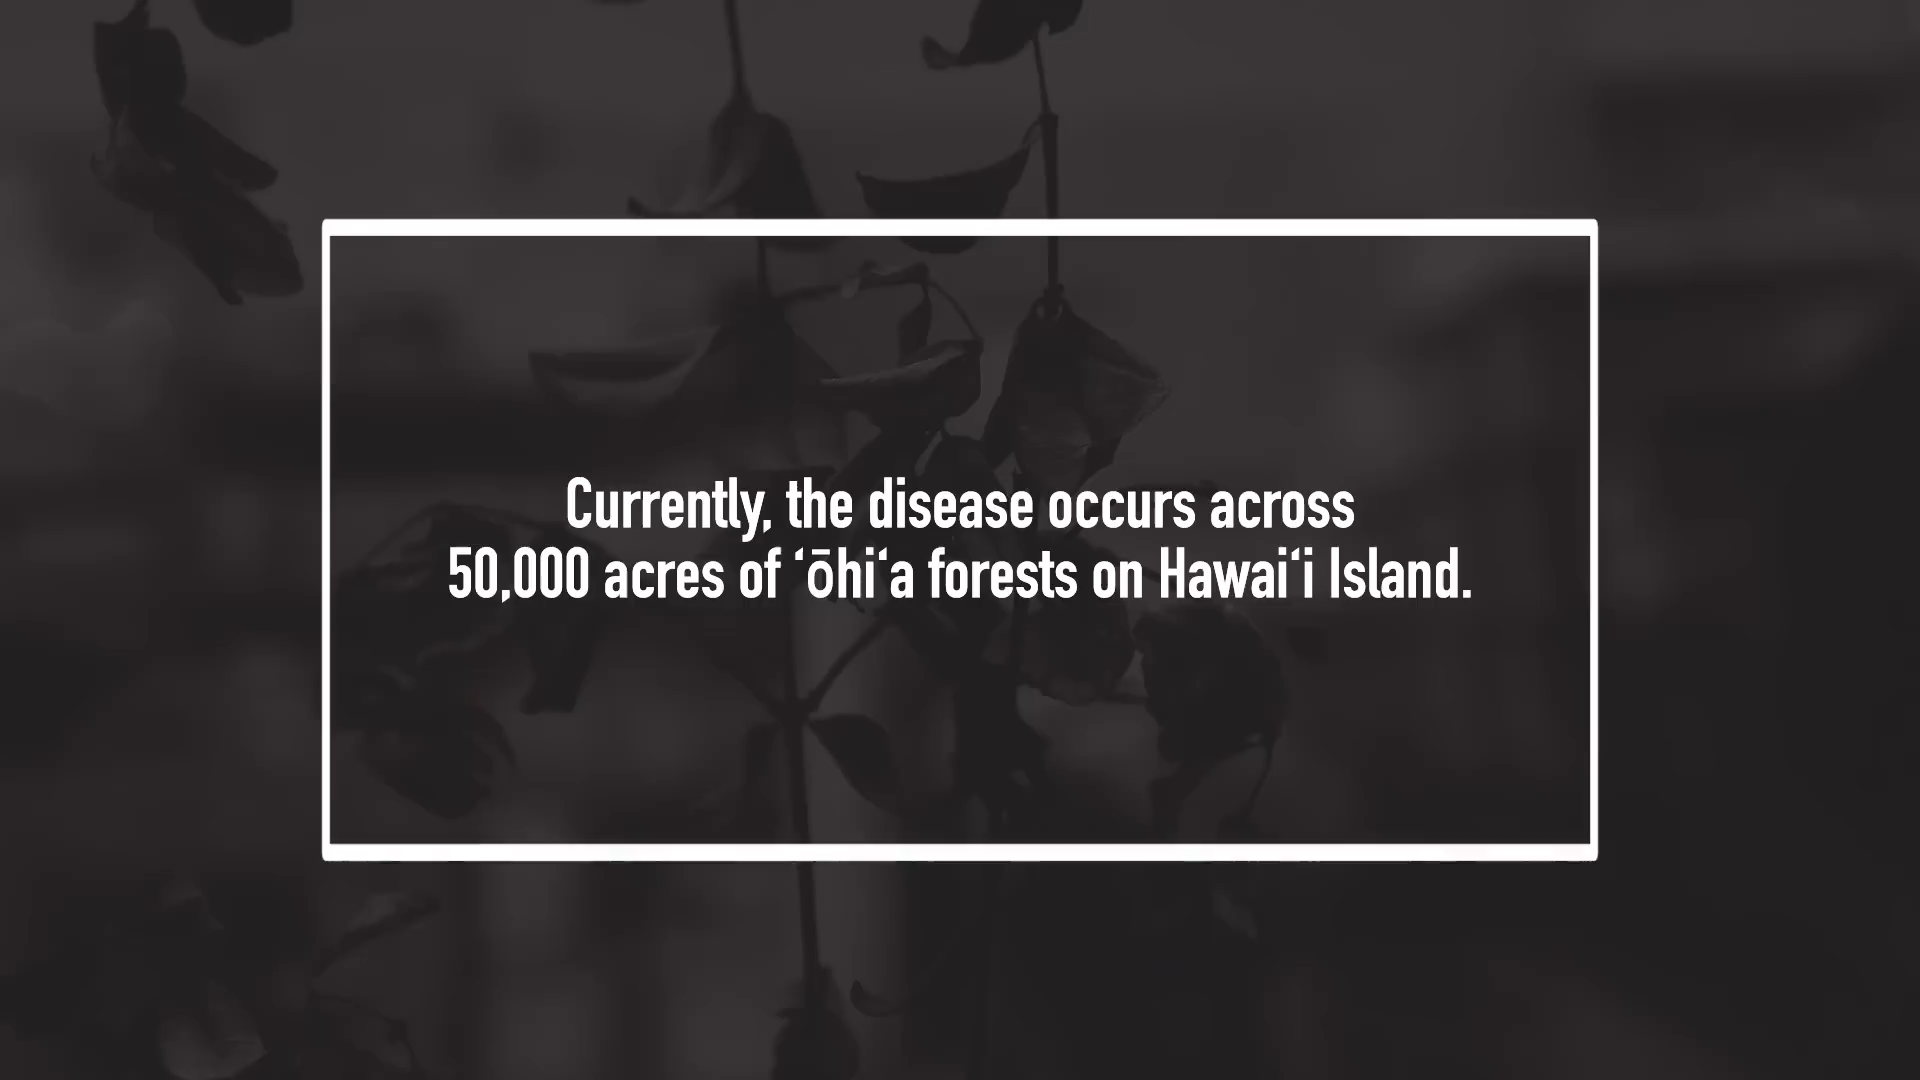 Currently, the disease occurs across
50,000 acres of ʻōhiʻa forests on Hawaiʻi Island.